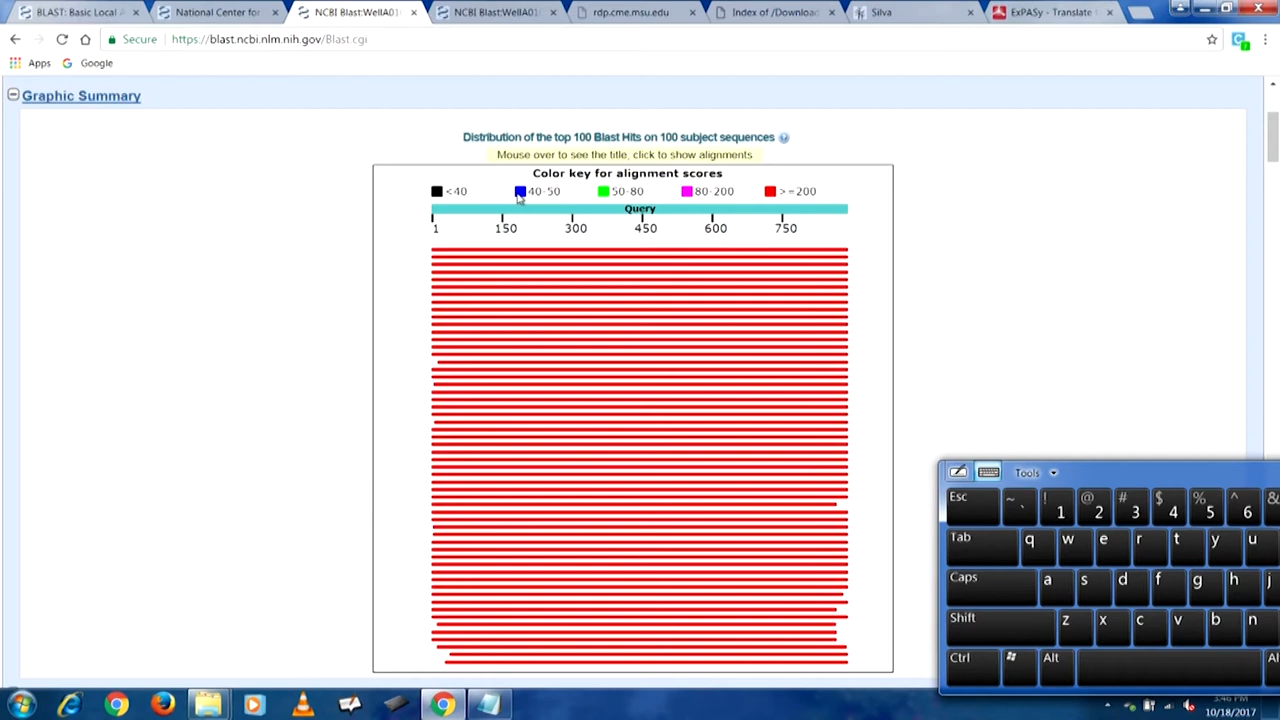 BLAST: Basic Local A
National Center for
NCBI Blast:WellA01
NCBI Blast:WellA01
rdp.cme.msu.edu
Index of /Download
Silva
ExPASy - Translate t
Secure
https://blast.ncbi.nlm.nih.gov/Blast.cgi
Apps
Google
Graphic Summary
Distribution of the top 100 Blast Hits on 100 subject sequences
Mouse over to see the title, click to show alignments
Color key for alignment scores
<40 40-50 50-80 80-200 >=200
Query
1 150 300 450 600 750
Tools
Esc ~ ` ! 1 @ 2 # 3 $ 4 % 5 ^ 6 &
Tab q w e r t y u
Caps a s d f g h j
Shift z x c v b n
Ctrl Alt Al
3:46 PM
10/18/2017